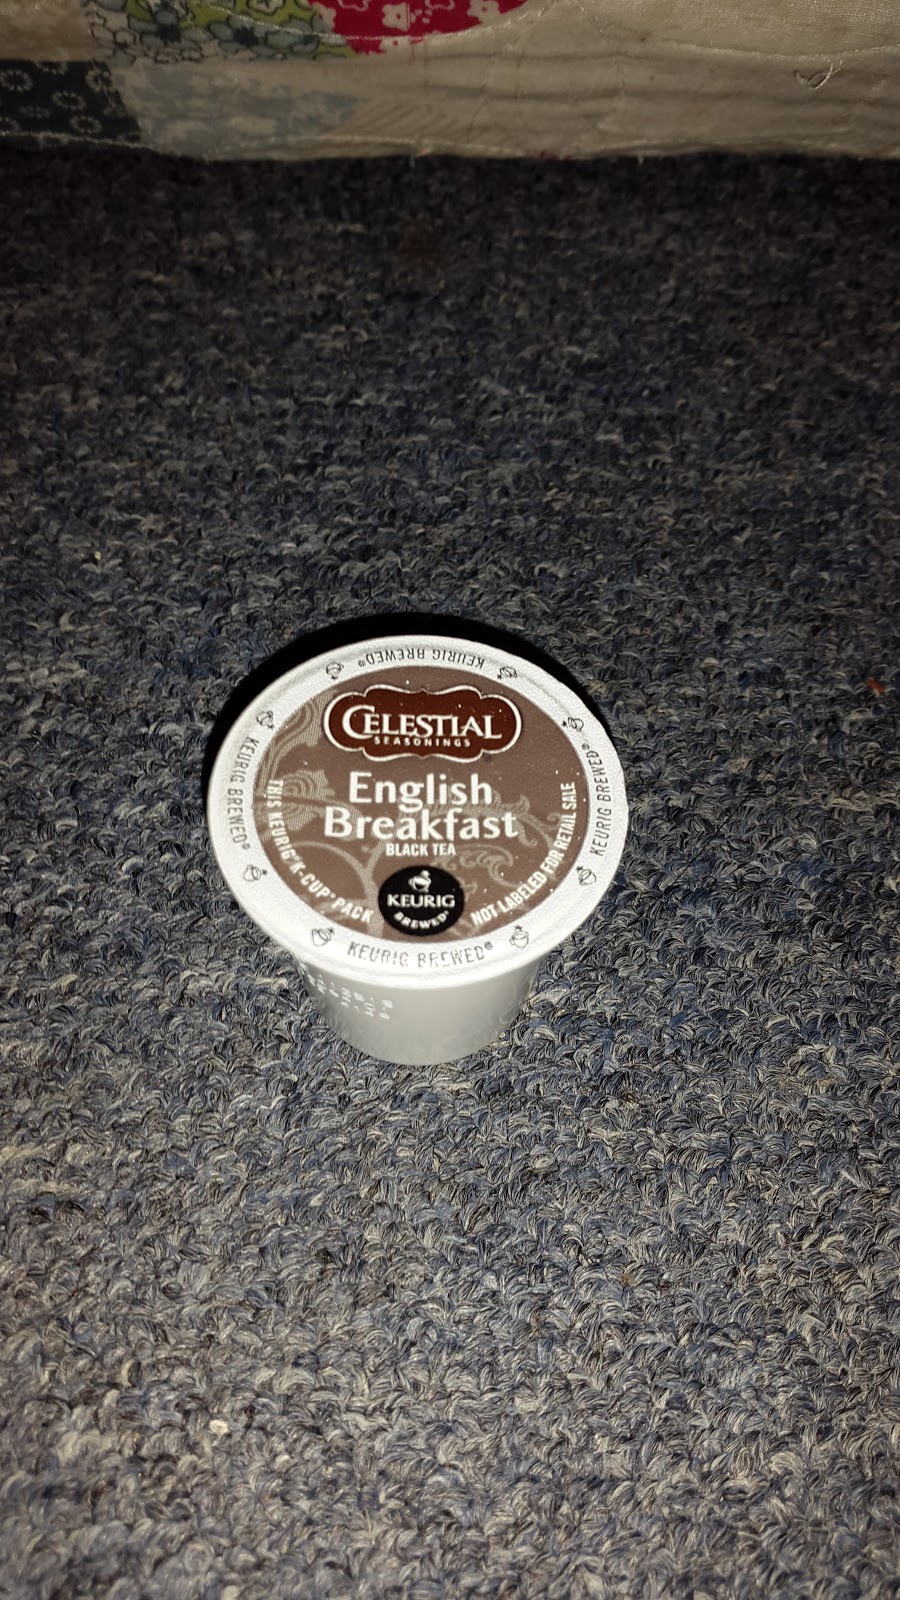 KEURIG BREWED®
CELESTIAL
SEASONINGS
English
Breakfast
BLACK TEA
THIS KEURIG® K-CUP® PACK
NOT LABELED FOR RETAIL SALE
KEURIG
BREWED®
KEURIG BREWED®
KEURIG BREWED®
KEURIG BREWED®